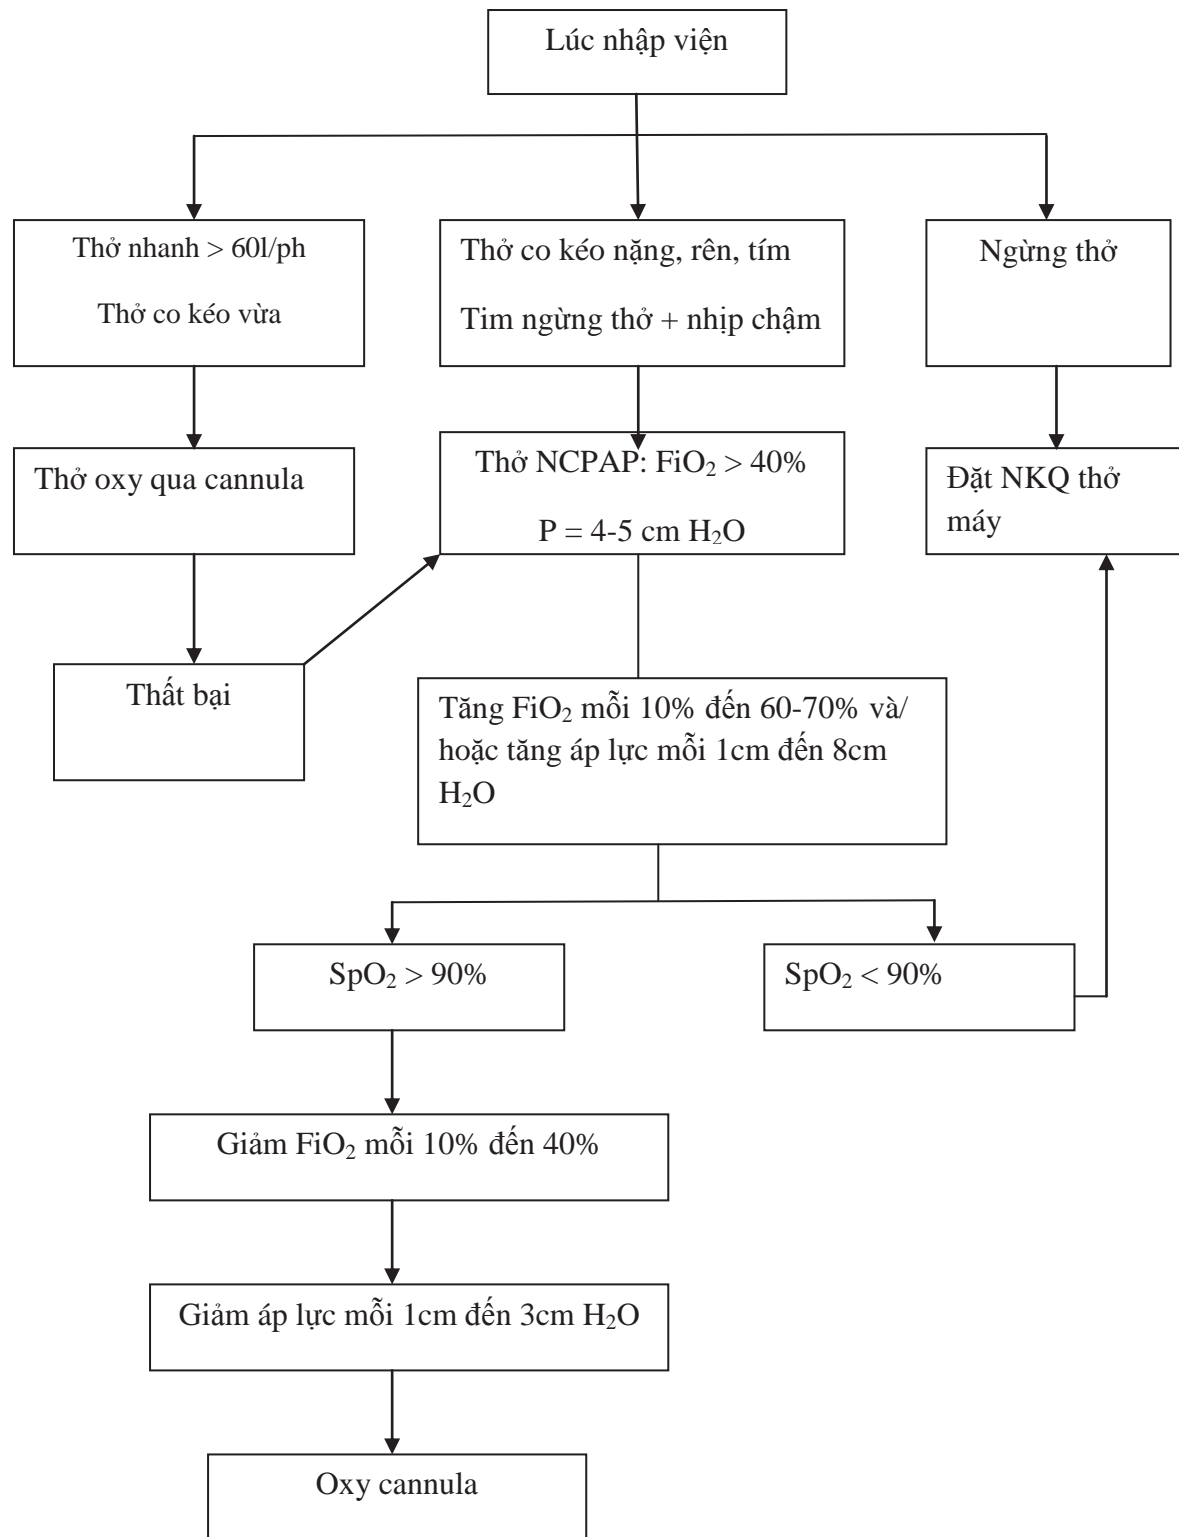 Lúc nhập viện
Thở nhanh > 60l/ph
Thở co kéo vừa
Thở co kéo nặng, rên, tím
Tim ngừng thở + nhịp chậm
Ngừng thở
Thở oxy qua cannula
Thở NCPAP: FiO₂ > 40%
P = 4-5 cm H₂O
Đặt NKQ thở
máy
Thất bại
Tăng FiO₂ mỗi 10% đến 60-70% và/
hoặc tăng áp lực mỗi 1cm đến 8cm
H₂O
SpO₂ > 90%
SpO₂ < 90%
Giảm FiO₂ mỗi 10% đến 40%
Giảm áp lực mỗi 1cm đến 3cm H₂O
Oxy cannula